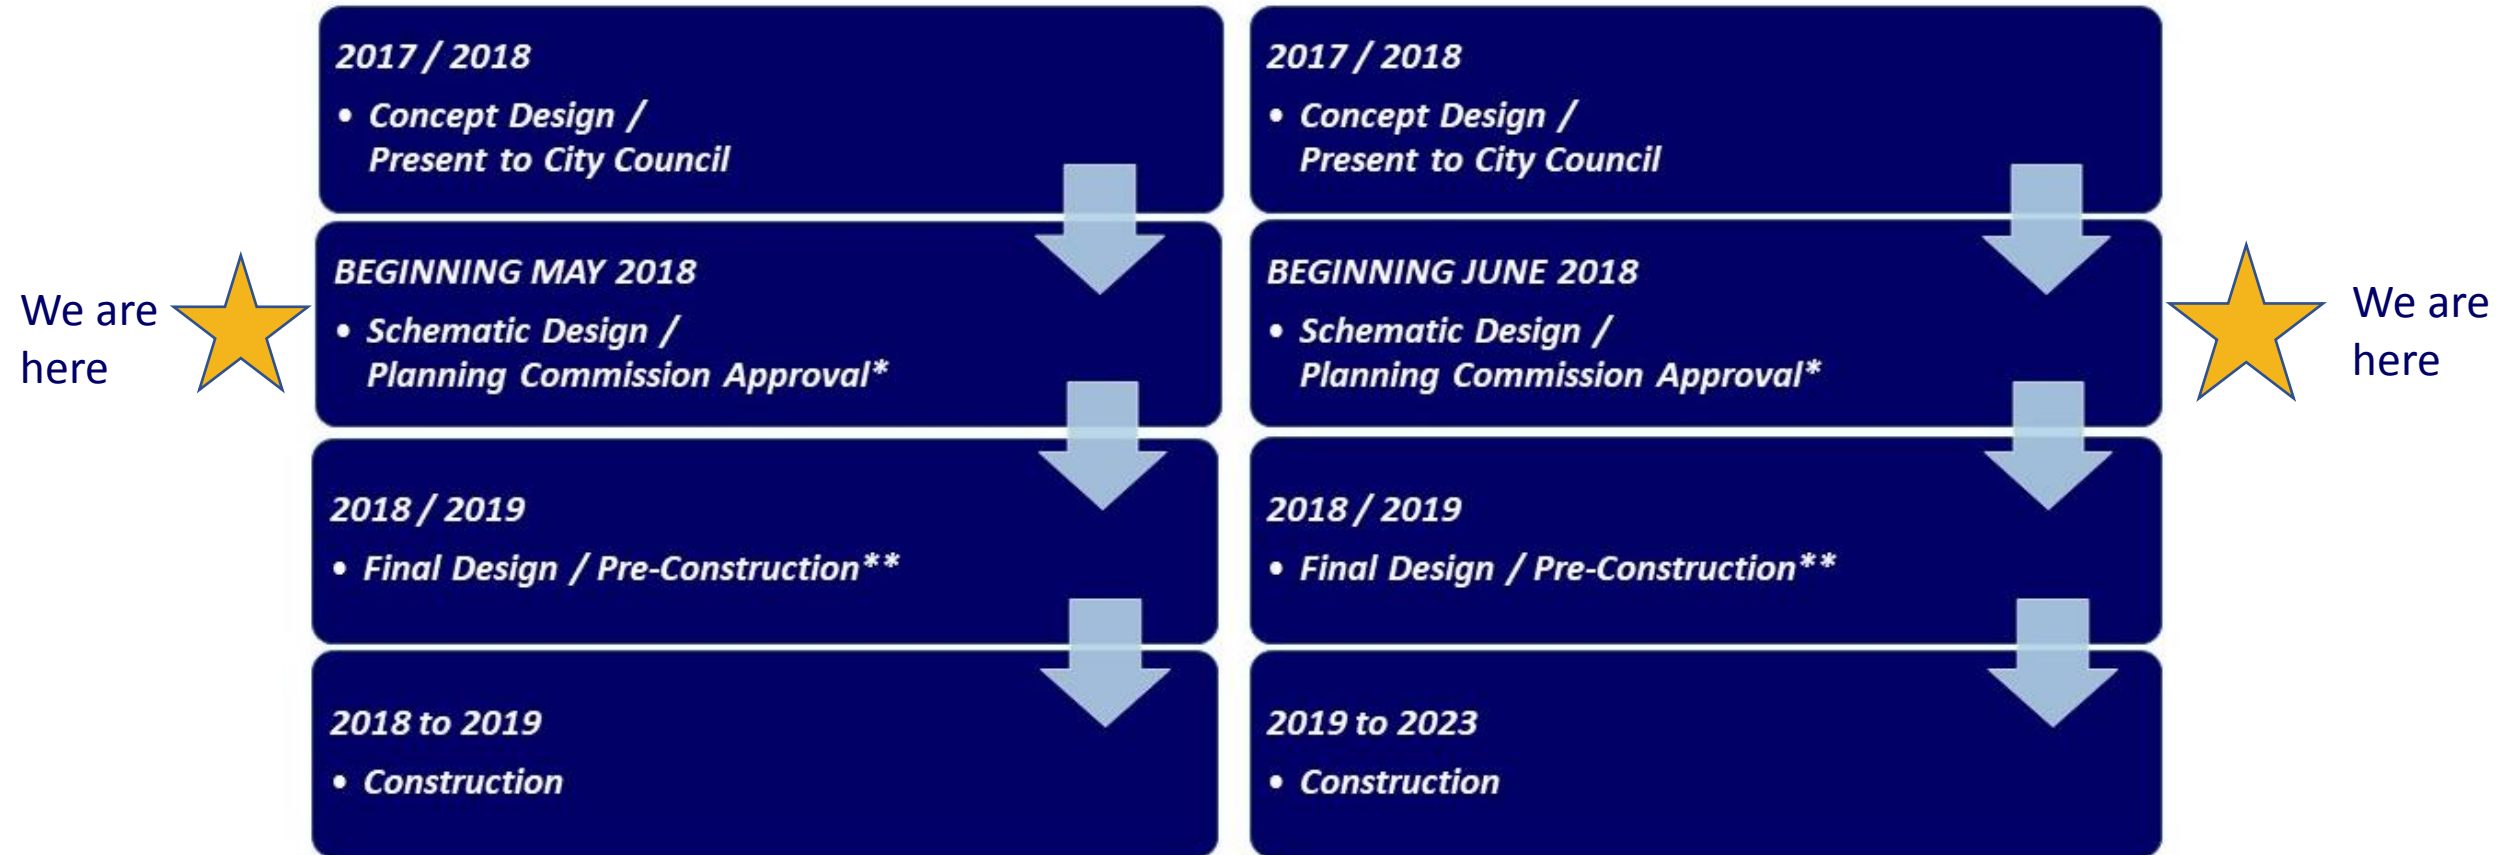 2017 / 2018
• Concept Design /
Present to City Council
We are
here
BEGINNING MAY 2018
• Schematic Design /
Planning Commission Approval*
2018 / 2019
• Final Design / Pre-Construction**
2018 to 2019
• Construction
2017 / 2018
• Concept Design /
Present to City Council
BEGINNING JUNE 2018
• Schematic Design /
Planning Commission Approval*
We are
here
2018 / 2019
• Final Design / Pre-Construction**
2019 to 2023
• Construction